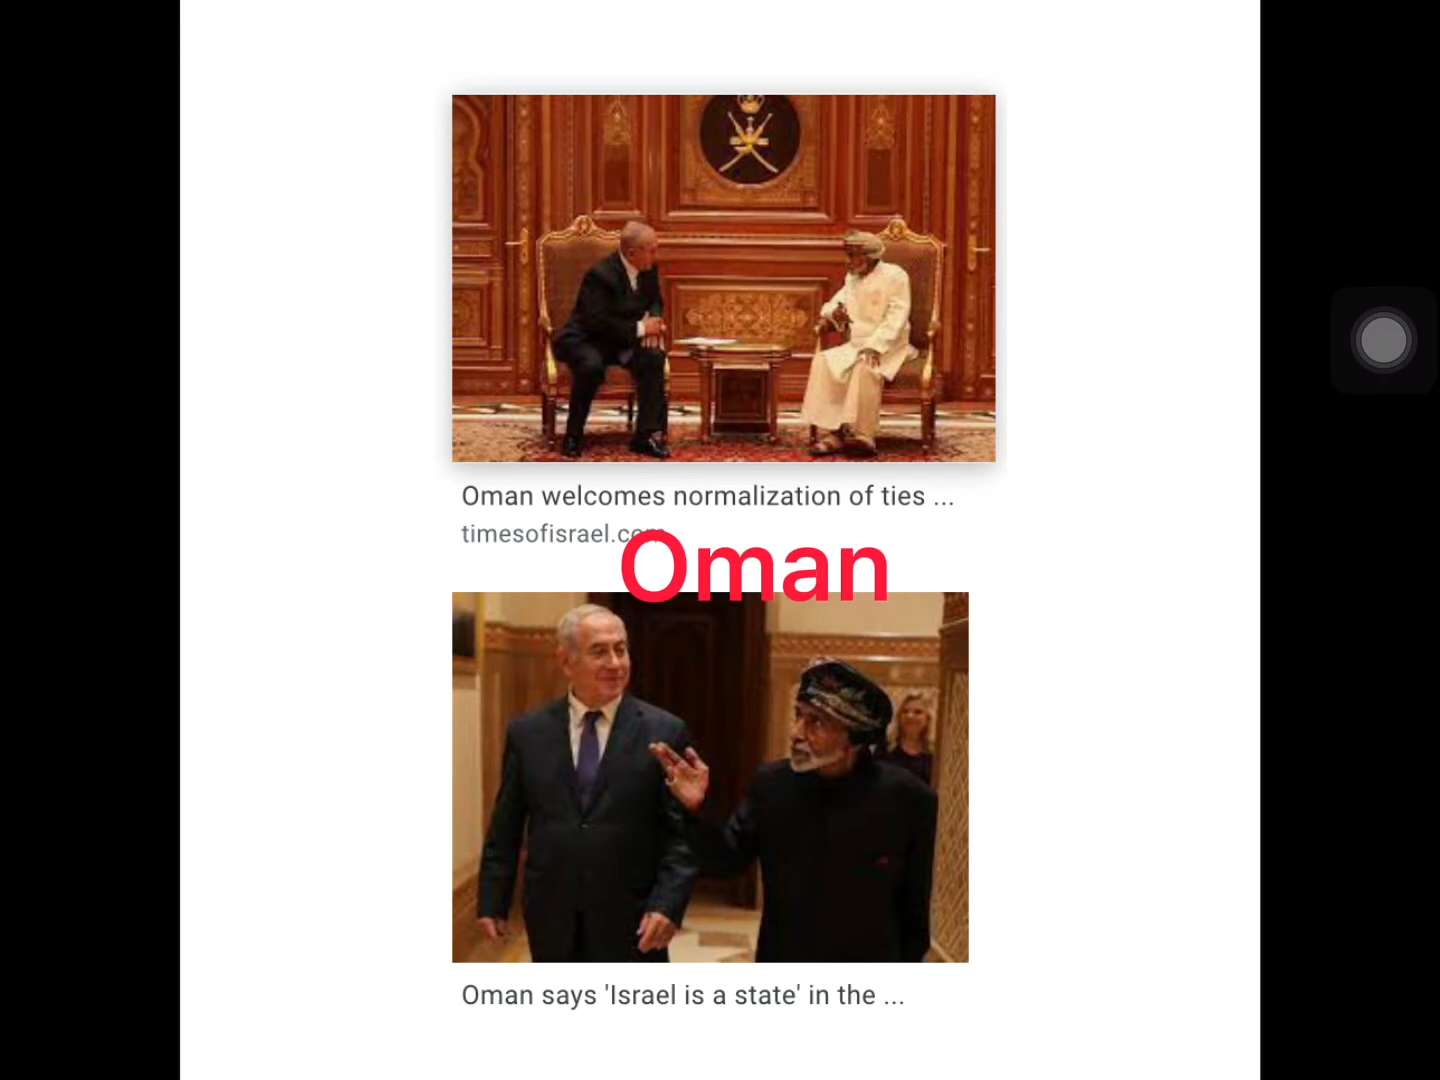 Oman welcomes normalization of ties ...
timesofisrael.com
Oman
Oman says 'Israel is a state' in the ...